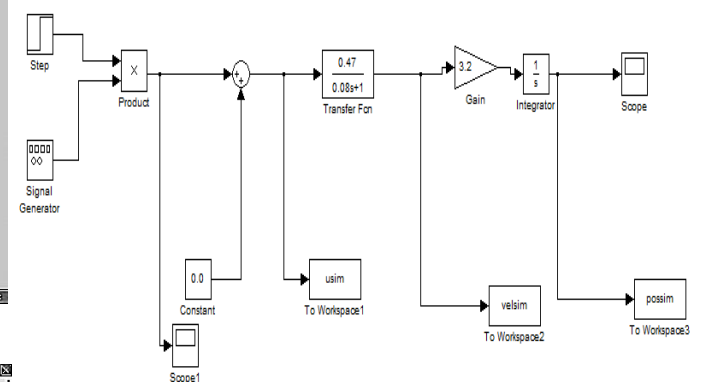 Step
Signal
Generator
X
Product
++
0.47
0.08s+1
Transfer Fcn
3.2
Gain
1
s
Integrator
Scope
0.0
Constant
Scope1
usim
To Workspace1
velsim
To Workspace2
possim
To Workspace3